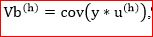 Vb⁽ʰ⁾ = cov(y * u⁽ʰ⁾),